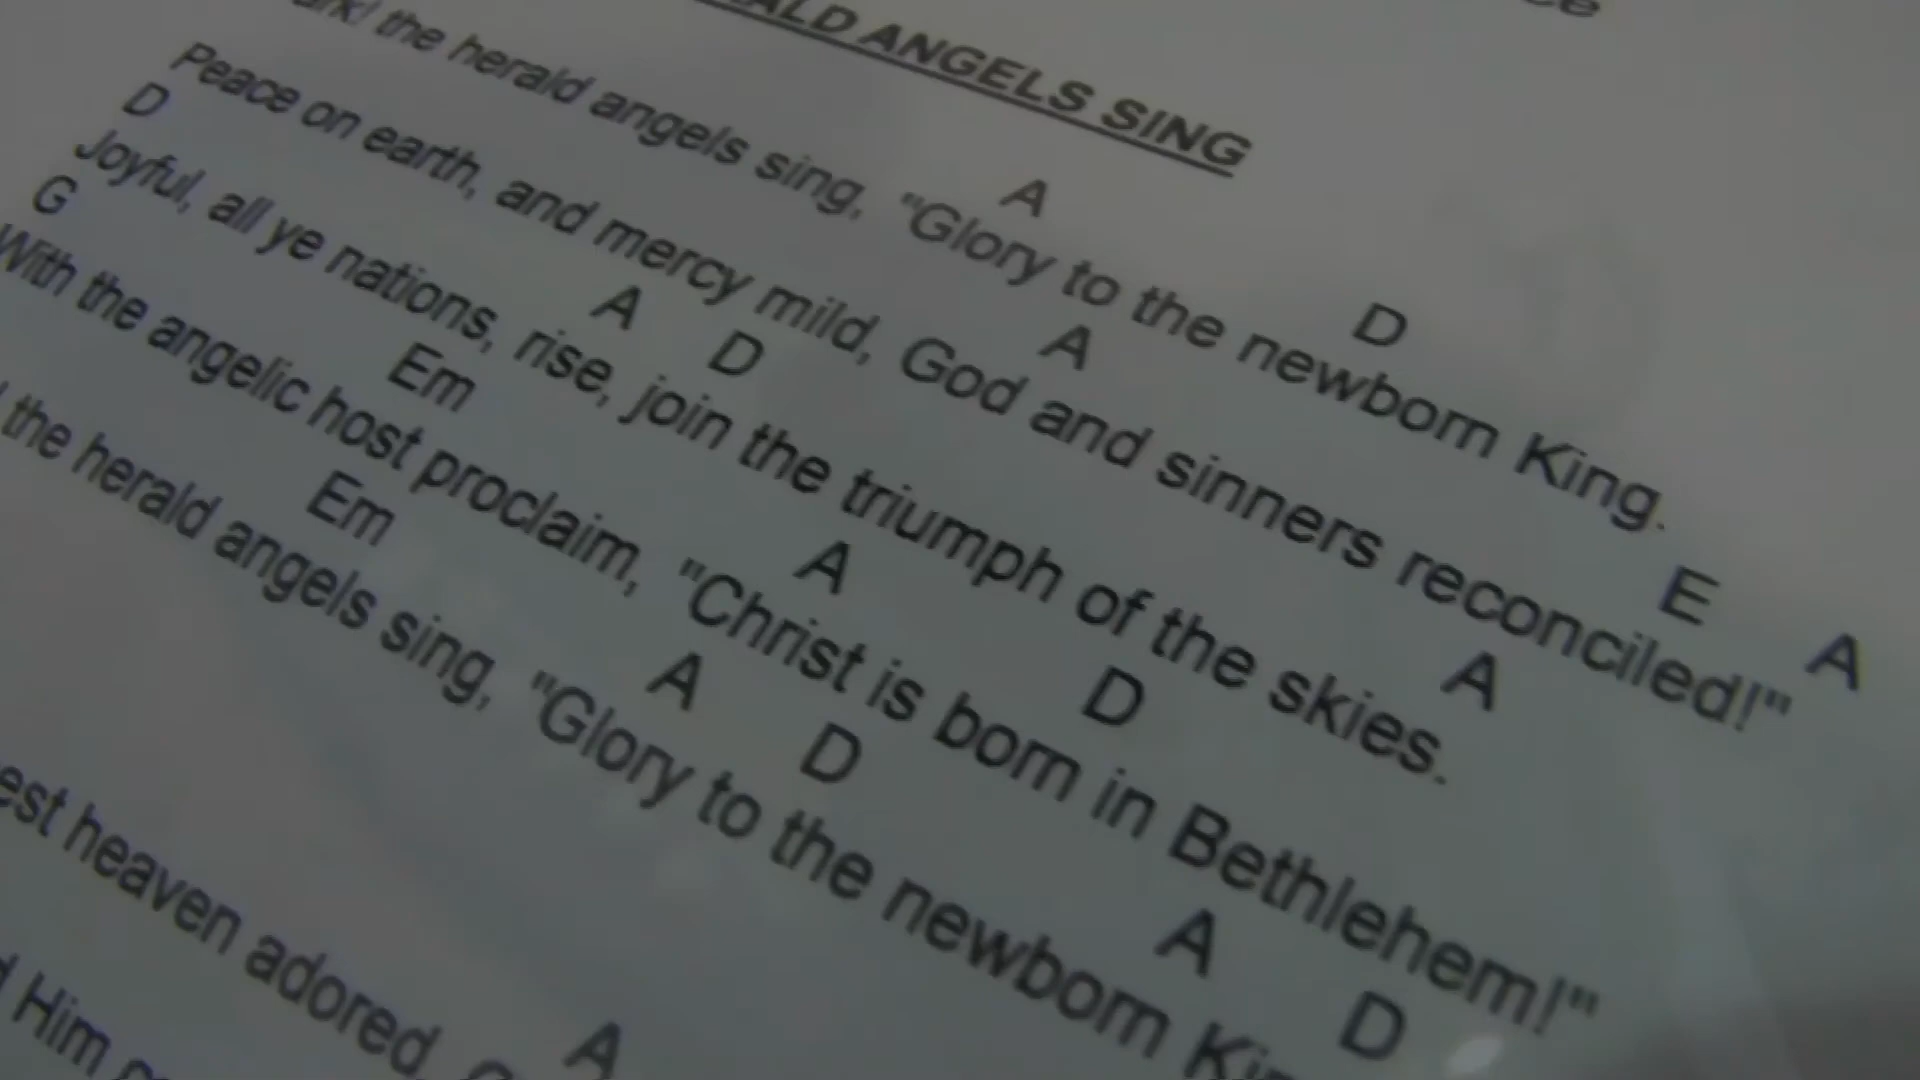 ALD ANGELS SING
the herald angels sing, "Glory to the newborn King.
A D
Peace on earth, and mercy mild, God and sinners reconciled!"
D A D A E A
Joyful, all ye nations, rise, join the triumph of the skies.
G Em A D A
With the angelic host proclaim, "Christ is born in Bethlehem!"
Em A D A D
the herald angels sing, "Glory to the newborn
est heaven adored,
A
Him